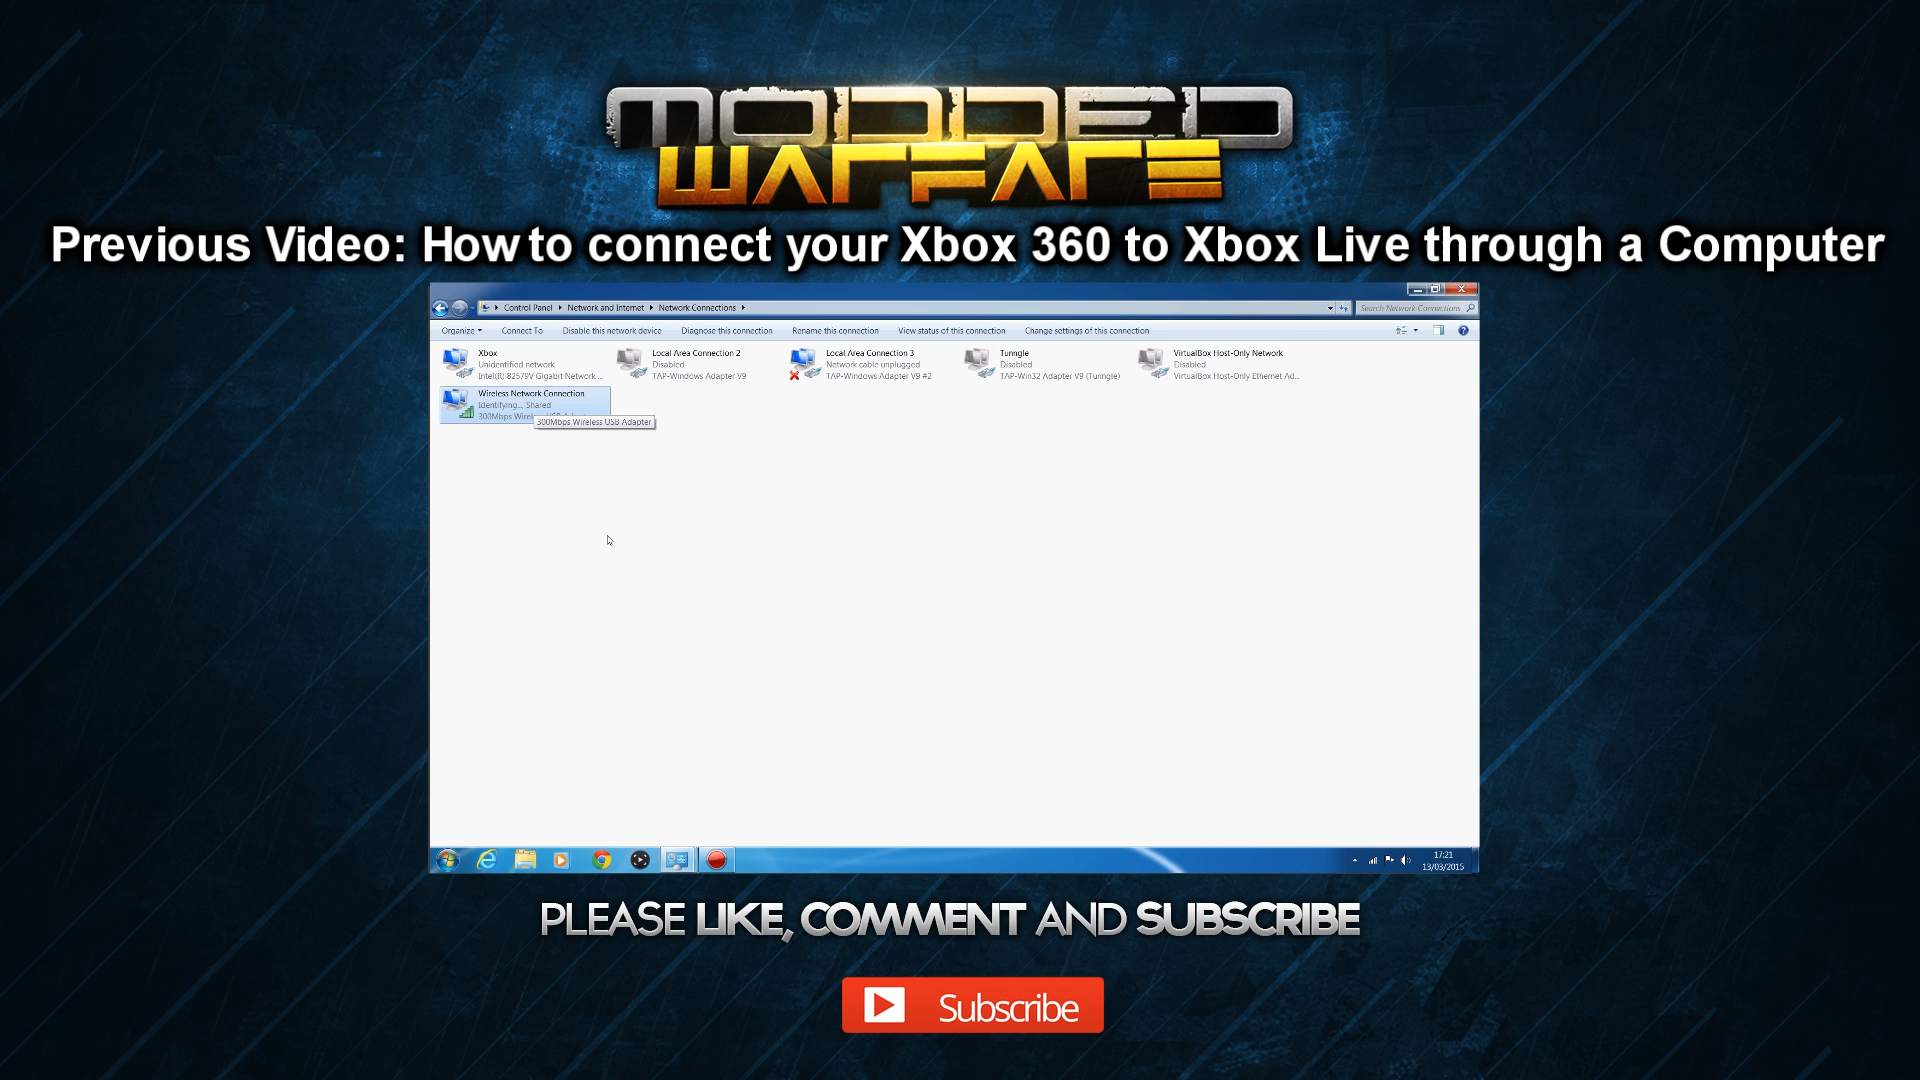 MODDED
WARFARE
Previous Video: How to connect your Xbox 360 to Xbox Live through a Computer
Control Panel Network and Internet Network Connections
Search Network Connections
Organize Connect To Disable this network device Diagnose this connection Rename this connection View status of this connection Change settings of this connection
Xbox
Unidentified network
Intel(R) 82579V Gigabit Network ...
Local Area Connection 2
Disabled
TAP-Windows Adapter V9
Local Area Connection 3
Network cable unplugged
TAP-Windows Adapter V9 #2
Tunngle
Disabled
TAP-Win32 Adapter V9 (Tunngle)
VirtualBox Host-Only Network
Disabled
VirtualBox Host-Only Ethernet Ad...
Wireless Network Connection
Identifying... Shared
300Mbps
300Mbps Wireless USB Adapter
17:21
13/03/2015
PLEASE LIKE, COMMENT AND SUBSCRIBE
Subscribe